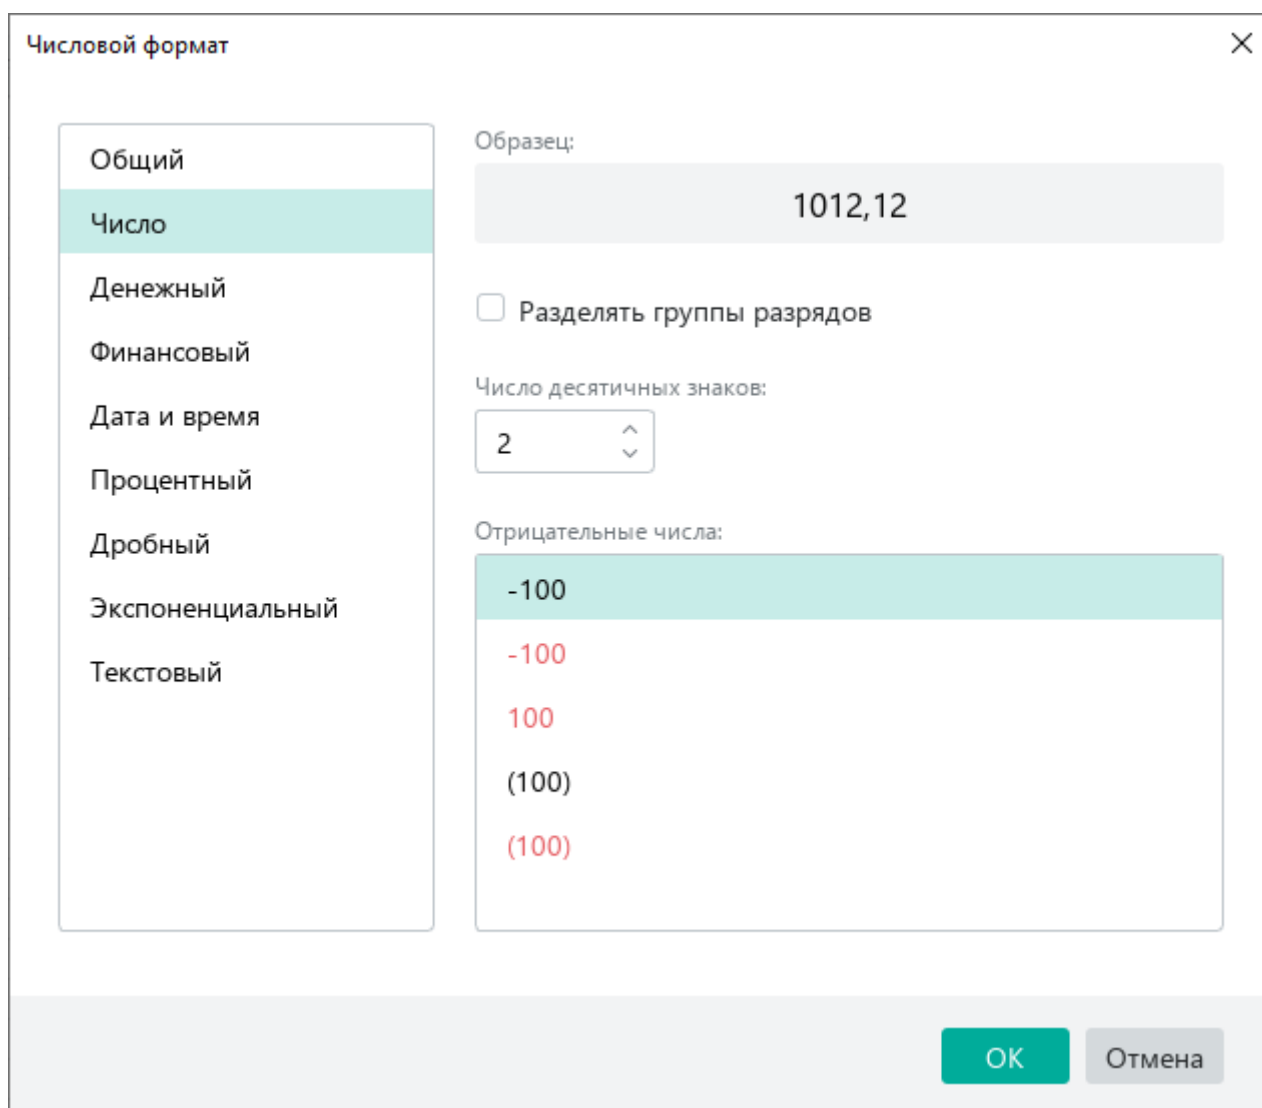 Числовой формат
Общий
Число
Денежный
Финансовый
Дата и время
Процентный
Дробный
Экспоненциальный
Текстовый
Образец:
1012,12
Разделять группы разрядов
Число десятичных знаков:
2
Отрицательные числа:
-100
-100
100
(100)
(100)
ОК
Отмена